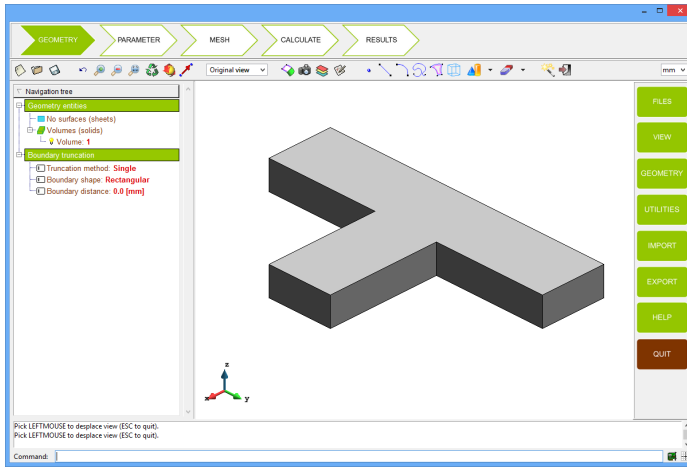 GEOMETRY PARAMETER MESH CALCULATE RESULTS
Original view mm
Navigation tree
Geometry entities
No surfaces (sheets)
Volumes (solids)
Volume: 1
Boundary truncation
Truncation method: Single
Boundary shape: Rectangular
Boundary distance: 0.0 [mm]
FILES
VIEW
GEOMETRY
UTILITIES
IMPORT
EXPORT
HELP
QUIT
z
x y
Pick LEFTMOUSE to desplace view (ESC to quit).
Pick LEFTMOUSE to desplace view (ESC to quit).
Command: